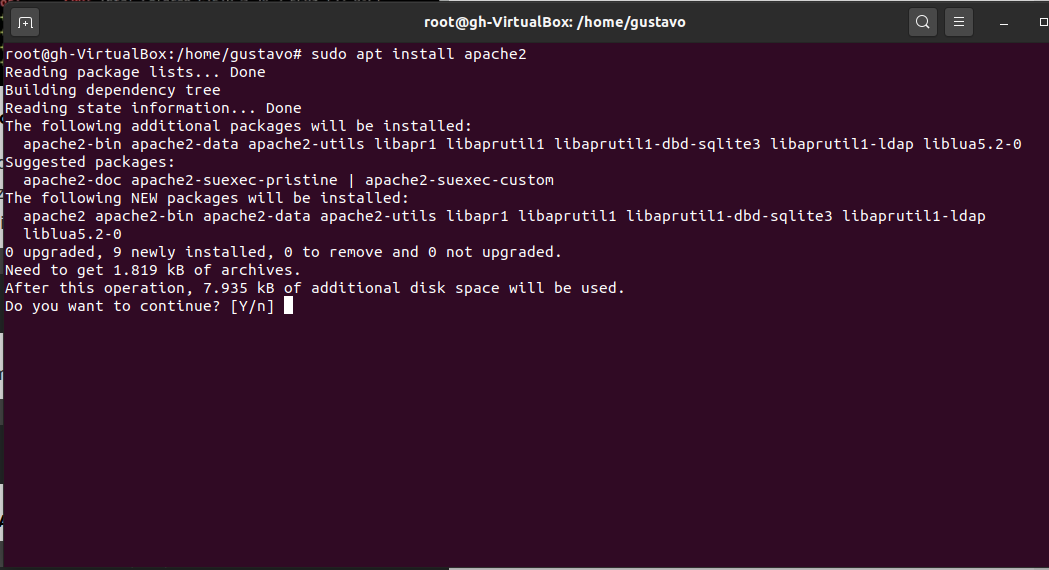 root@gh-VirtualBox: /home/gustavo
root@gh-VirtualBox:/home/gustavo# sudo apt install apache2
Reading package lists... Done
Building dependency tree
Reading state information... Done
The following additional packages will be installed:
  apache2-bin apache2-data apache2-utils libapr1 libaprutil1 libaprutil1-dbd-sqlite3 libaprutil1-ldap liblua5.2-0
Suggested packages:
  apache2-doc apache2-suexec-pristine | apache2-suexec-custom
The following NEW packages will be installed:
  apache2 apache2-bin apache2-data apache2-utils libapr1 libaprutil1 libaprutil1-dbd-sqlite3 libaprutil1-ldap
  liblua5.2-0
0 upgraded, 9 newly installed, 0 to remove and 0 not upgraded.
Need to get 1.819 kB of archives.
After this operation, 7.935 kB of additional disk space will be used.
Do you want to continue? [Y/n]